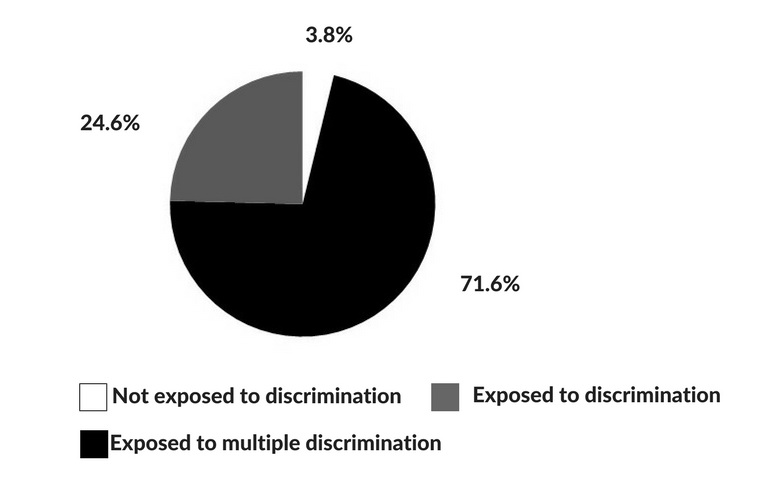 3.8%
24.6%
71.6%
Not exposed to discrimination
Exposed to discrimination
Exposed to multiple discrimination